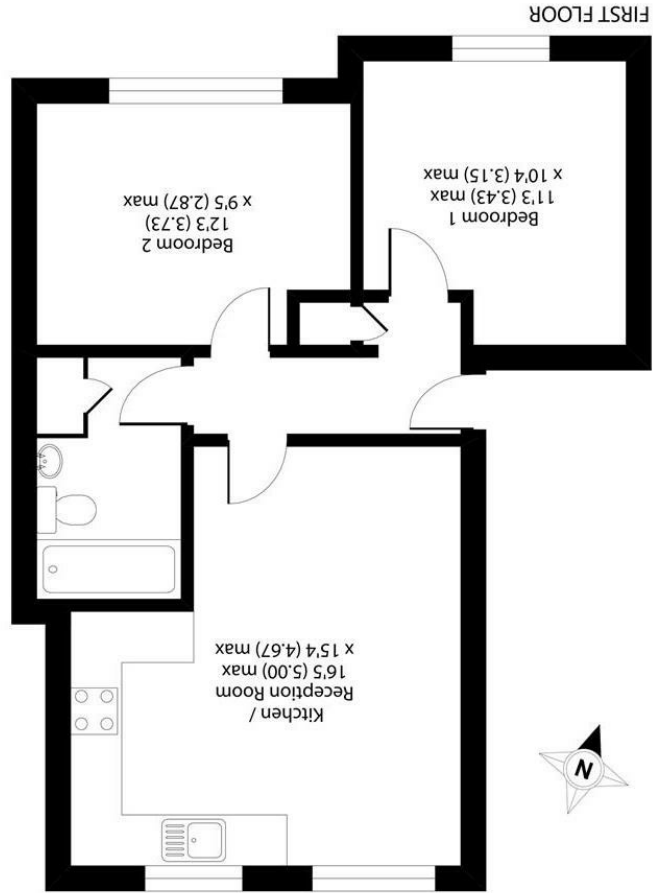 N
Kitchen /
Reception Room
16'5 (5.00) max
x 15'4 (4.67) max
Bedroom 1
11'3 (3.43) max
x 10'4 (3.15) max
Bedroom 2
12'3 (3.73)
x 9'5 (2.87) max
FIRST FLOOR